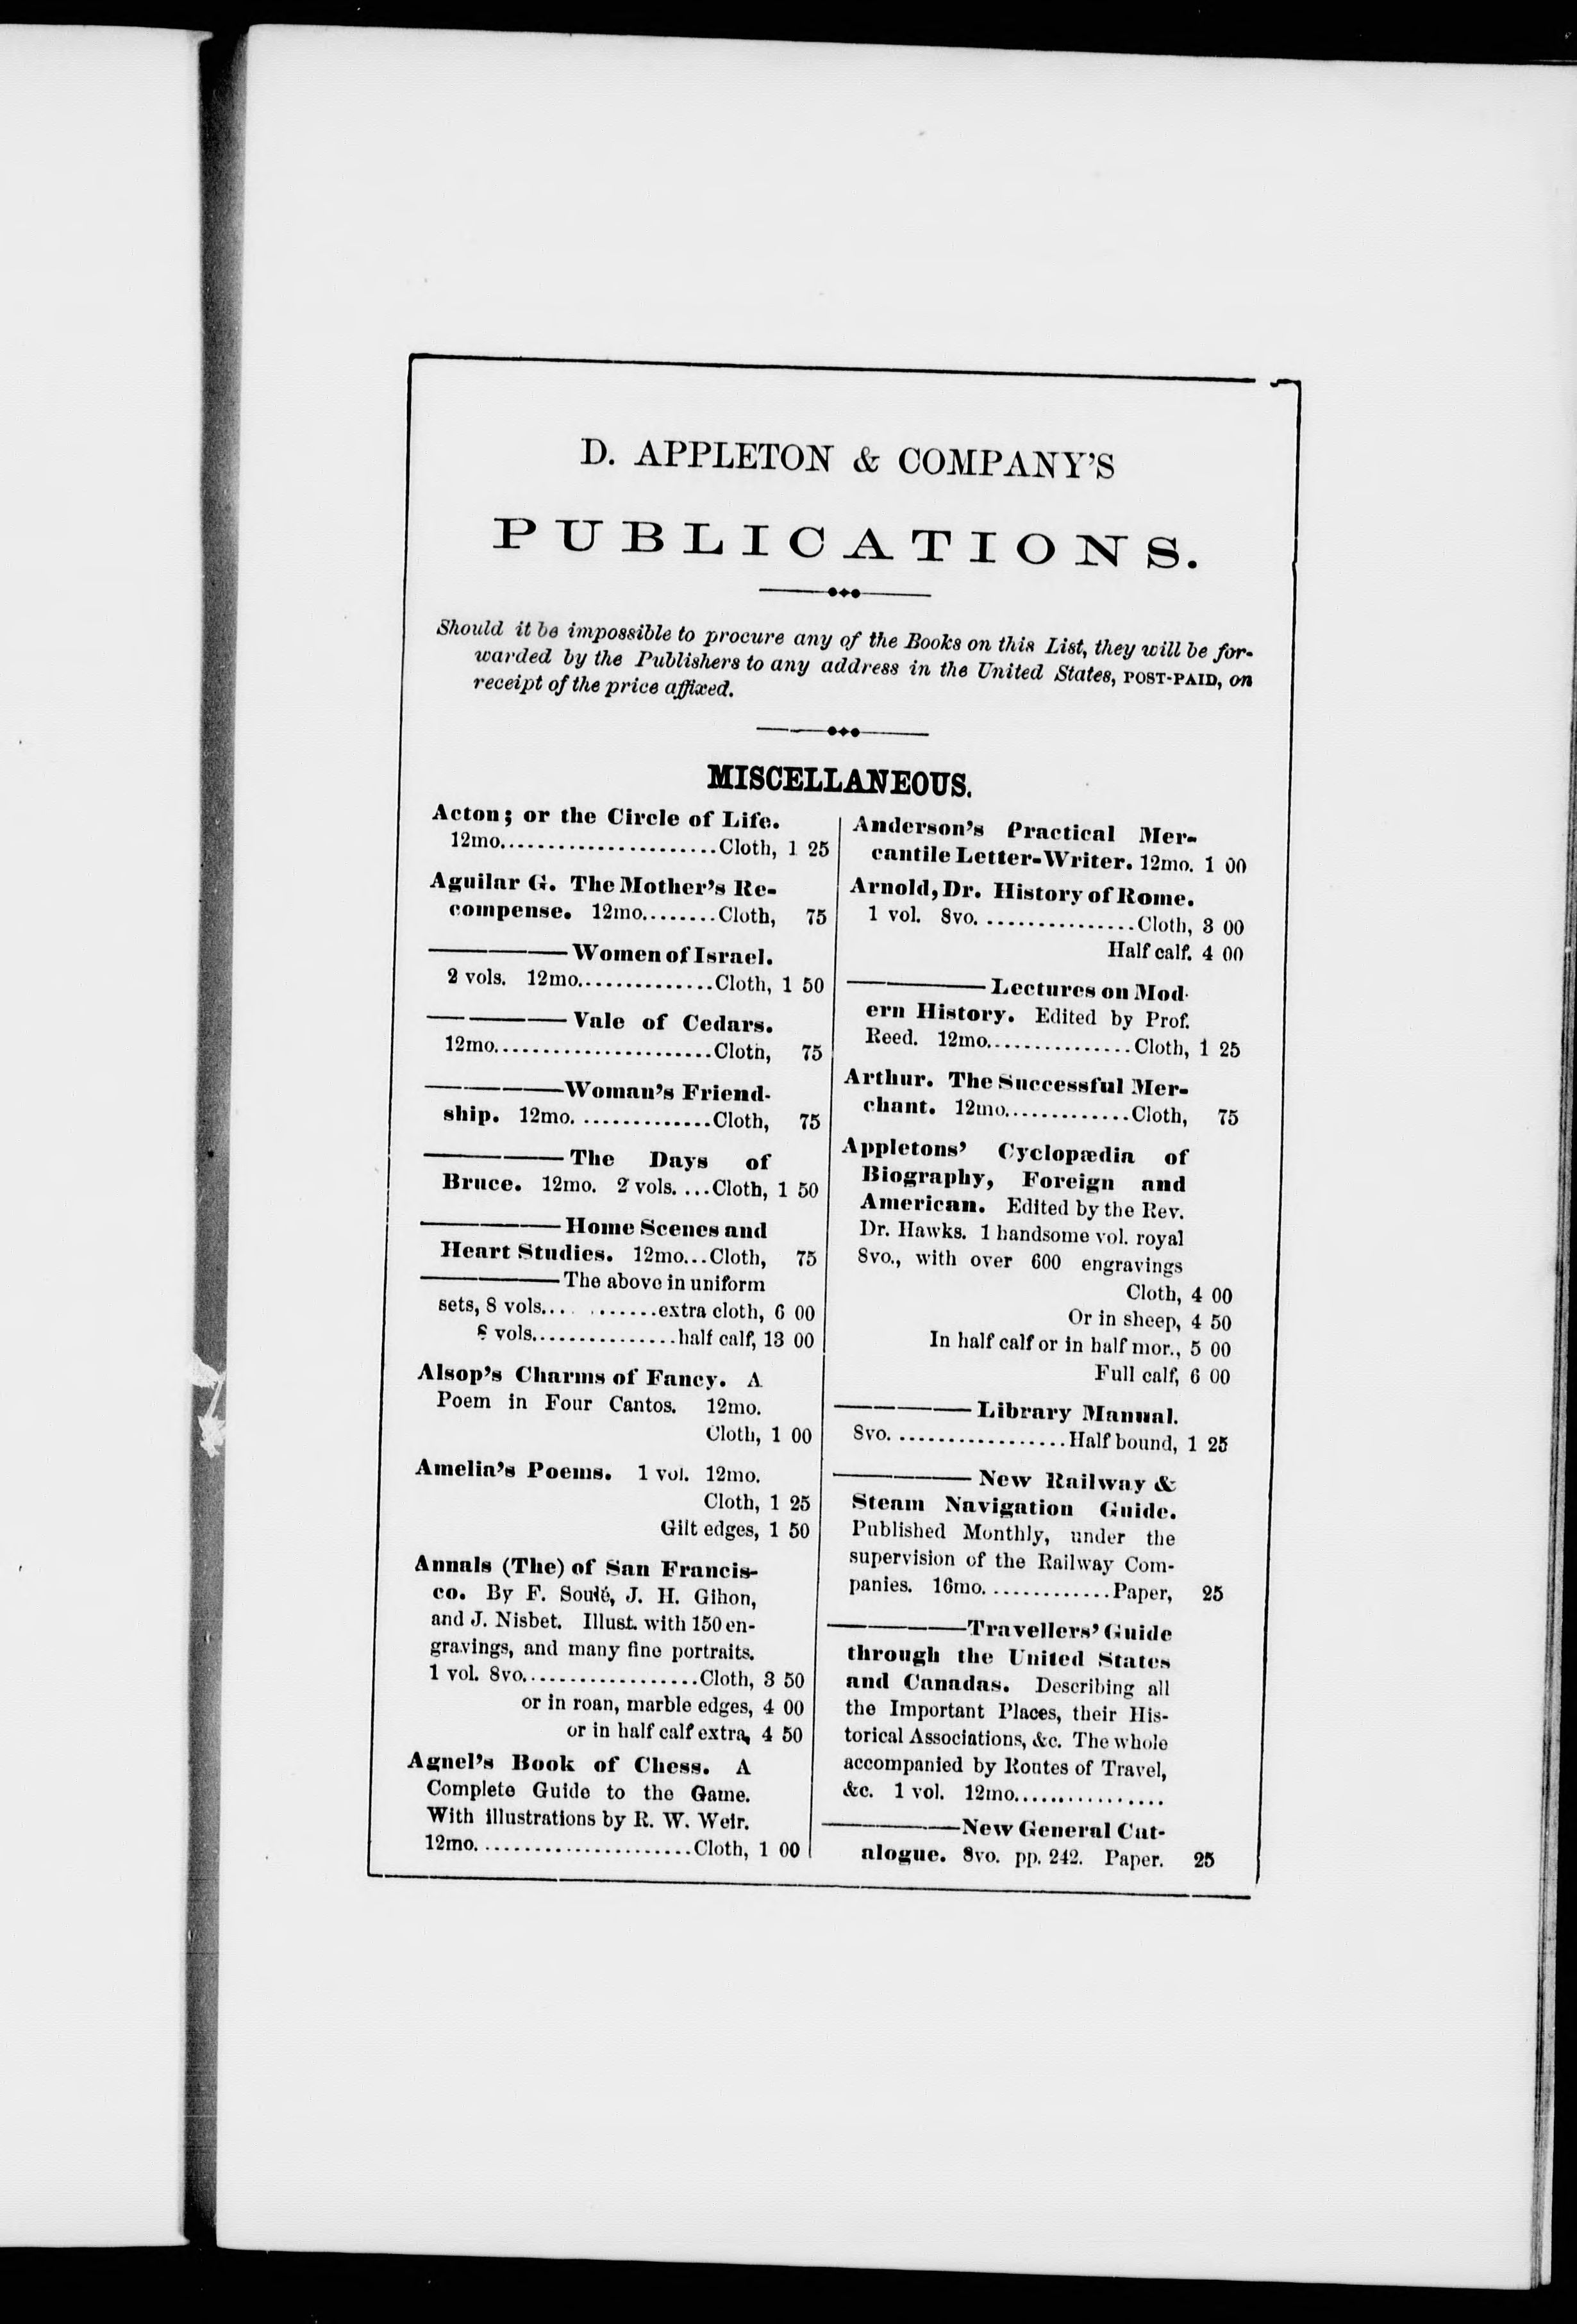 D. APPLETON & COMPANY'S
PUBLICATIONS.
Should it be impossible to procure any of the Books on this List, they will be for-
warded by the Publishers to any address in the United States, POST-PAID, on
receipt of the price affixed.
MISCELLANEOUS.
Acton; or the Circle of Life.
12mo.......................Cloth, 1 25
Aguilar G. The Mother's Re-
compense. 12mo........Cloth, 75
———— Women of Israel.
2 vols. 12mo..............Cloth, 1 50
———— Vale of Cedars.
12mo.......................Cloth, 75
———— Woman's Friend-
ship. 12mo. ..............Cloth, 75
———— The Days of
Bruce. 12mo. 2 vols. ...Cloth, 1 50
———— Home Scenes and
Heart Studies. 12mo...Cloth, 75
———— The above in uniform
sets, 8 vols... .......extra cloth, 6 00
8 vols...............half calf, 13 00
Alsop's Charms of Fancy. A
Poem in Four Cantos. 12mo.
Cloth, 1 00
Amelia's Poems. 1 vol. 12mo.
Cloth, 1 25
Gilt edges, 1 50
Annals (The) of San Francis-
co. By F. Soulé, J. H. Gihon,
and J. Nisbet. Illust. with 150 en-
gravings, and many fine portraits.
1 vol. 8vo..................Cloth, 3 50
or in roan, marble edges, 4 00
or in half calf extra, 4 50
Agnel's Book of Chess. A
Complete Guide to the Game.
With illustrations by R. W. Weir.
12mo. ......................Cloth, 1 00
Anderson's Practical Mer-
cantile Letter-Writer. 12mo. 1 00
Arnold, Dr. History of Rome.
1 vol. 8vo. ................Cloth, 3 00
Half calf. 4 00
———— Lectures on Mod-
ern History. Edited by Prof.
Reed. 12mo...............Cloth, 1 25
Arthur. The Successful Mer-
chant. 12mo.............Cloth, 75
Appletons' Cyclopædia of
Biography, Foreign and
American. Edited by the Rev.
Dr. Hawks. 1 handsome vol. royal
8vo., with over 600 engravings
Cloth, 4 00
Or in sheep, 4 50
In half calf or in half mor., 5 00
Full calf, 6 00
———— Library Manual.
8vo. ..................Half bound, 1 25
———— New Railway &
Steam Navigation Guide.
Published Monthly, under the
supervision of the Railway Com-
panies. 16mo. .............Paper, 25
———— Travellers' Guide
through the United States
and Canadas. Describing all
the Important Places, their His-
torical Associations, &c. The whole
accompanied by Routes of Travel,
&c. 1 vol. 12mo................
———— New General Cat-
alogue. 8vo. pp. 242. Paper. 25